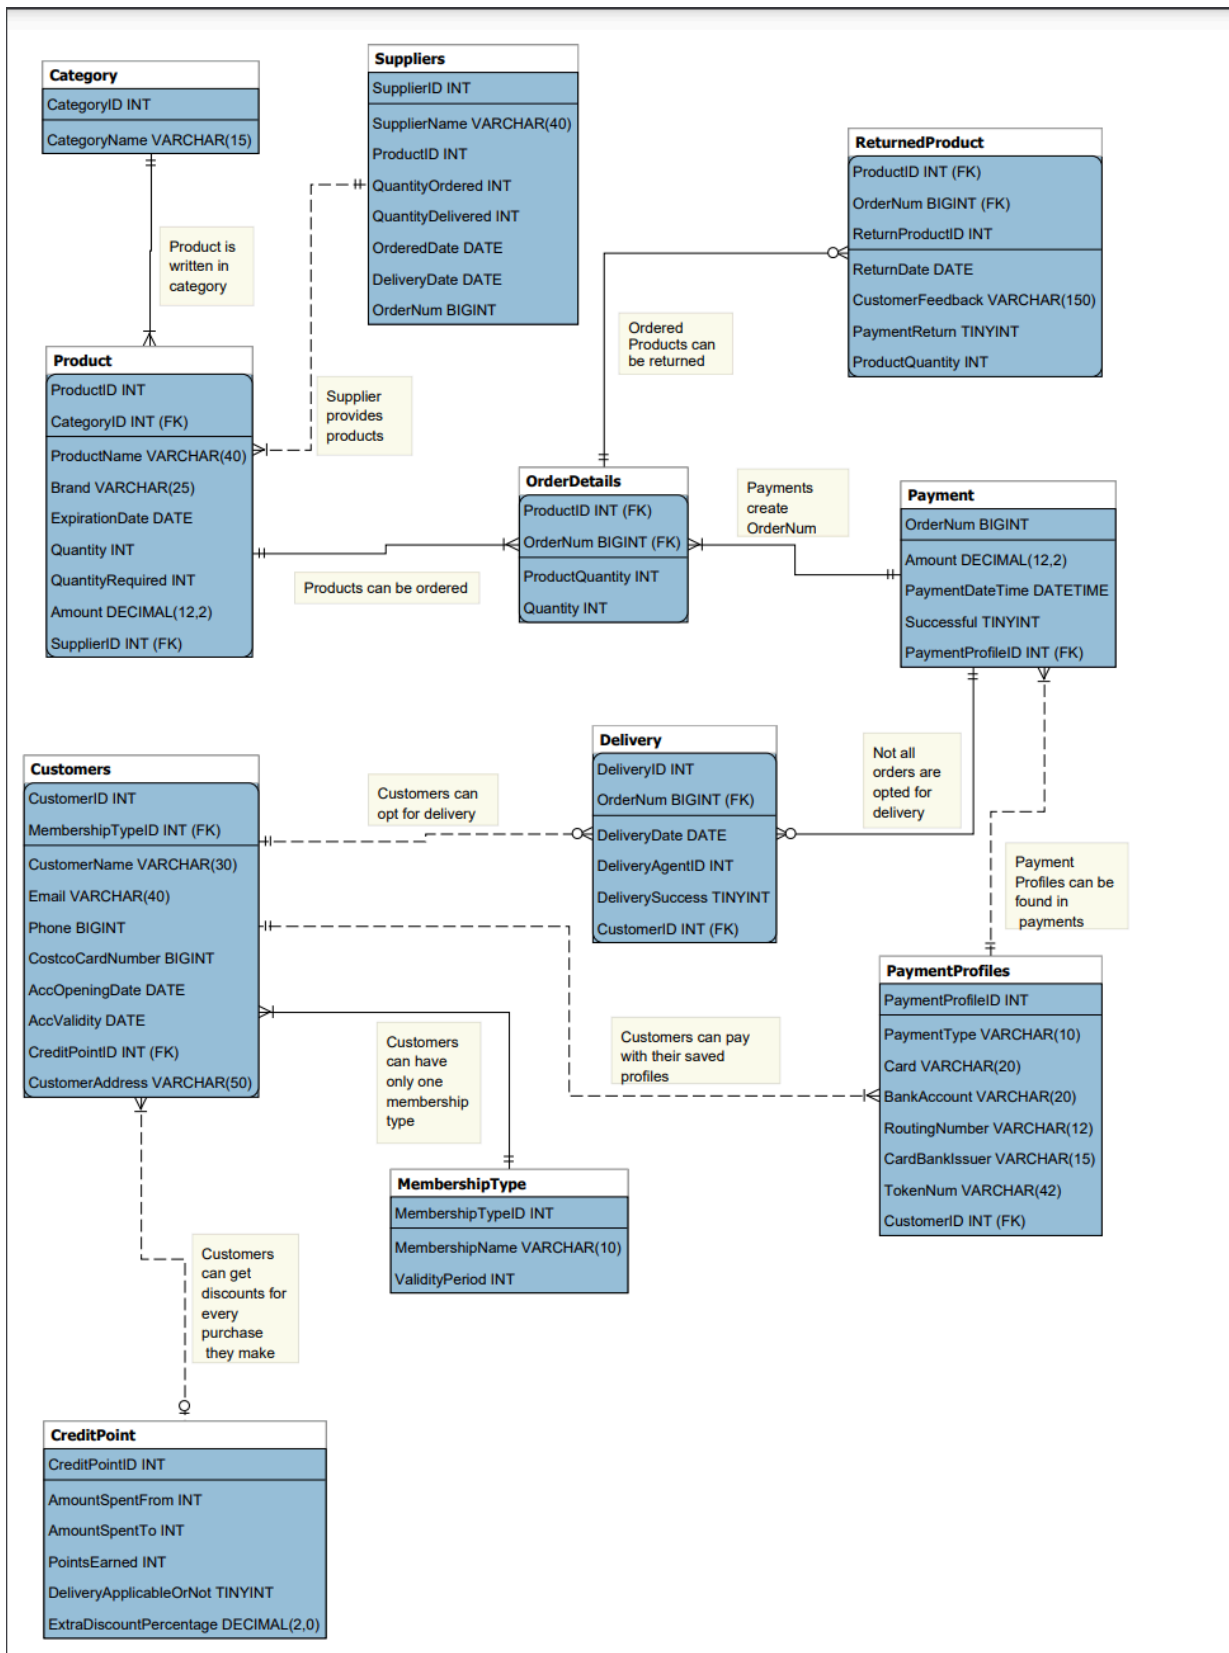 Category
CategoryID INT
CategoryName VARCHAR(15)
Suppliers
SupplierID INT
SupplierName VARCHAR(40)
ProductID INT
QuantityOrdered INT
QuantityDelivered INT
OrderedDate DATE
DeliveryDate DATE
OrderNum BIGINT
ReturnedProduct
ProductID INT (FK)
OrderNum BIGINT (FK)
ReturnProductID INT
ReturnDate DATE
CustomerFeedback VARCHAR(150)
PaymentReturn TINYINT
ProductQuantity INT
Product is
written in
category
Ordered
Products can
be returned
Supplier
provides
products
Product
ProductID INT
CategoryID INT (FK)
ProductName VARCHAR(40)
Brand VARCHAR(25)
ExpirationDate DATE
Quantity INT
QuantityRequired INT
Amount DECIMAL(12,2)
SupplierID INT (FK)
Products can be ordered
OrderDetails
ProductID INT (FK)
OrderNum BIGINT (FK)
ProductQuantity INT
Quantity INT
Payments
create
OrderNum
Payment
OrderNum BIGINT
Amount DECIMAL(12,2)
PaymentDateTime DATETIME
Successful TINYINT
PaymentProfileID INT (FK)
Customers
CustomerID INT
MembershipTypeID INT (FK)
CustomerName VARCHAR(30)
Email VARCHAR(40)
Phone BIGINT
CostcoCardNumber BIGINT
AccOpeningDate DATE
AccValidity DATE
CreditPointID INT (FK)
CustomerAddress VARCHAR(50)
Customers can
opt for delivery
Delivery
DeliveryID INT
OrderNum BIGINT (FK)
DeliveryDate DATE
DeliveryAgentID INT
DeliverySuccess TINYINT
CustomerID INT (FK)
Not all
orders are
opted for
delivery
Payment
Profiles can be
found in
payments
PaymentProfiles
PaymentProfileID INT
PaymentType VARCHAR(10)
Card VARCHAR(20)
BankAccount VARCHAR(20)
RoutingNumber VARCHAR(12)
CardBankIssuer VARCHAR(15)
TokenNum VARCHAR(42)
CustomerID INT (FK)
Customers can pay
with their saved
profiles
Customers
can have
only one
membership
type
MembershipType
MembershipTypeID INT
MembershipName VARCHAR(10)
ValidityPeriod INT
Customers
can get
discounts for
every
purchase
they make
CreditPoint
CreditPointID INT
AmountSpentFrom INT
AmountSpentTo INT
PointsEarned INT
DeliveryApplicableOrNot TINYINT
ExtraDiscountPercentage DECIMAL(2,0)